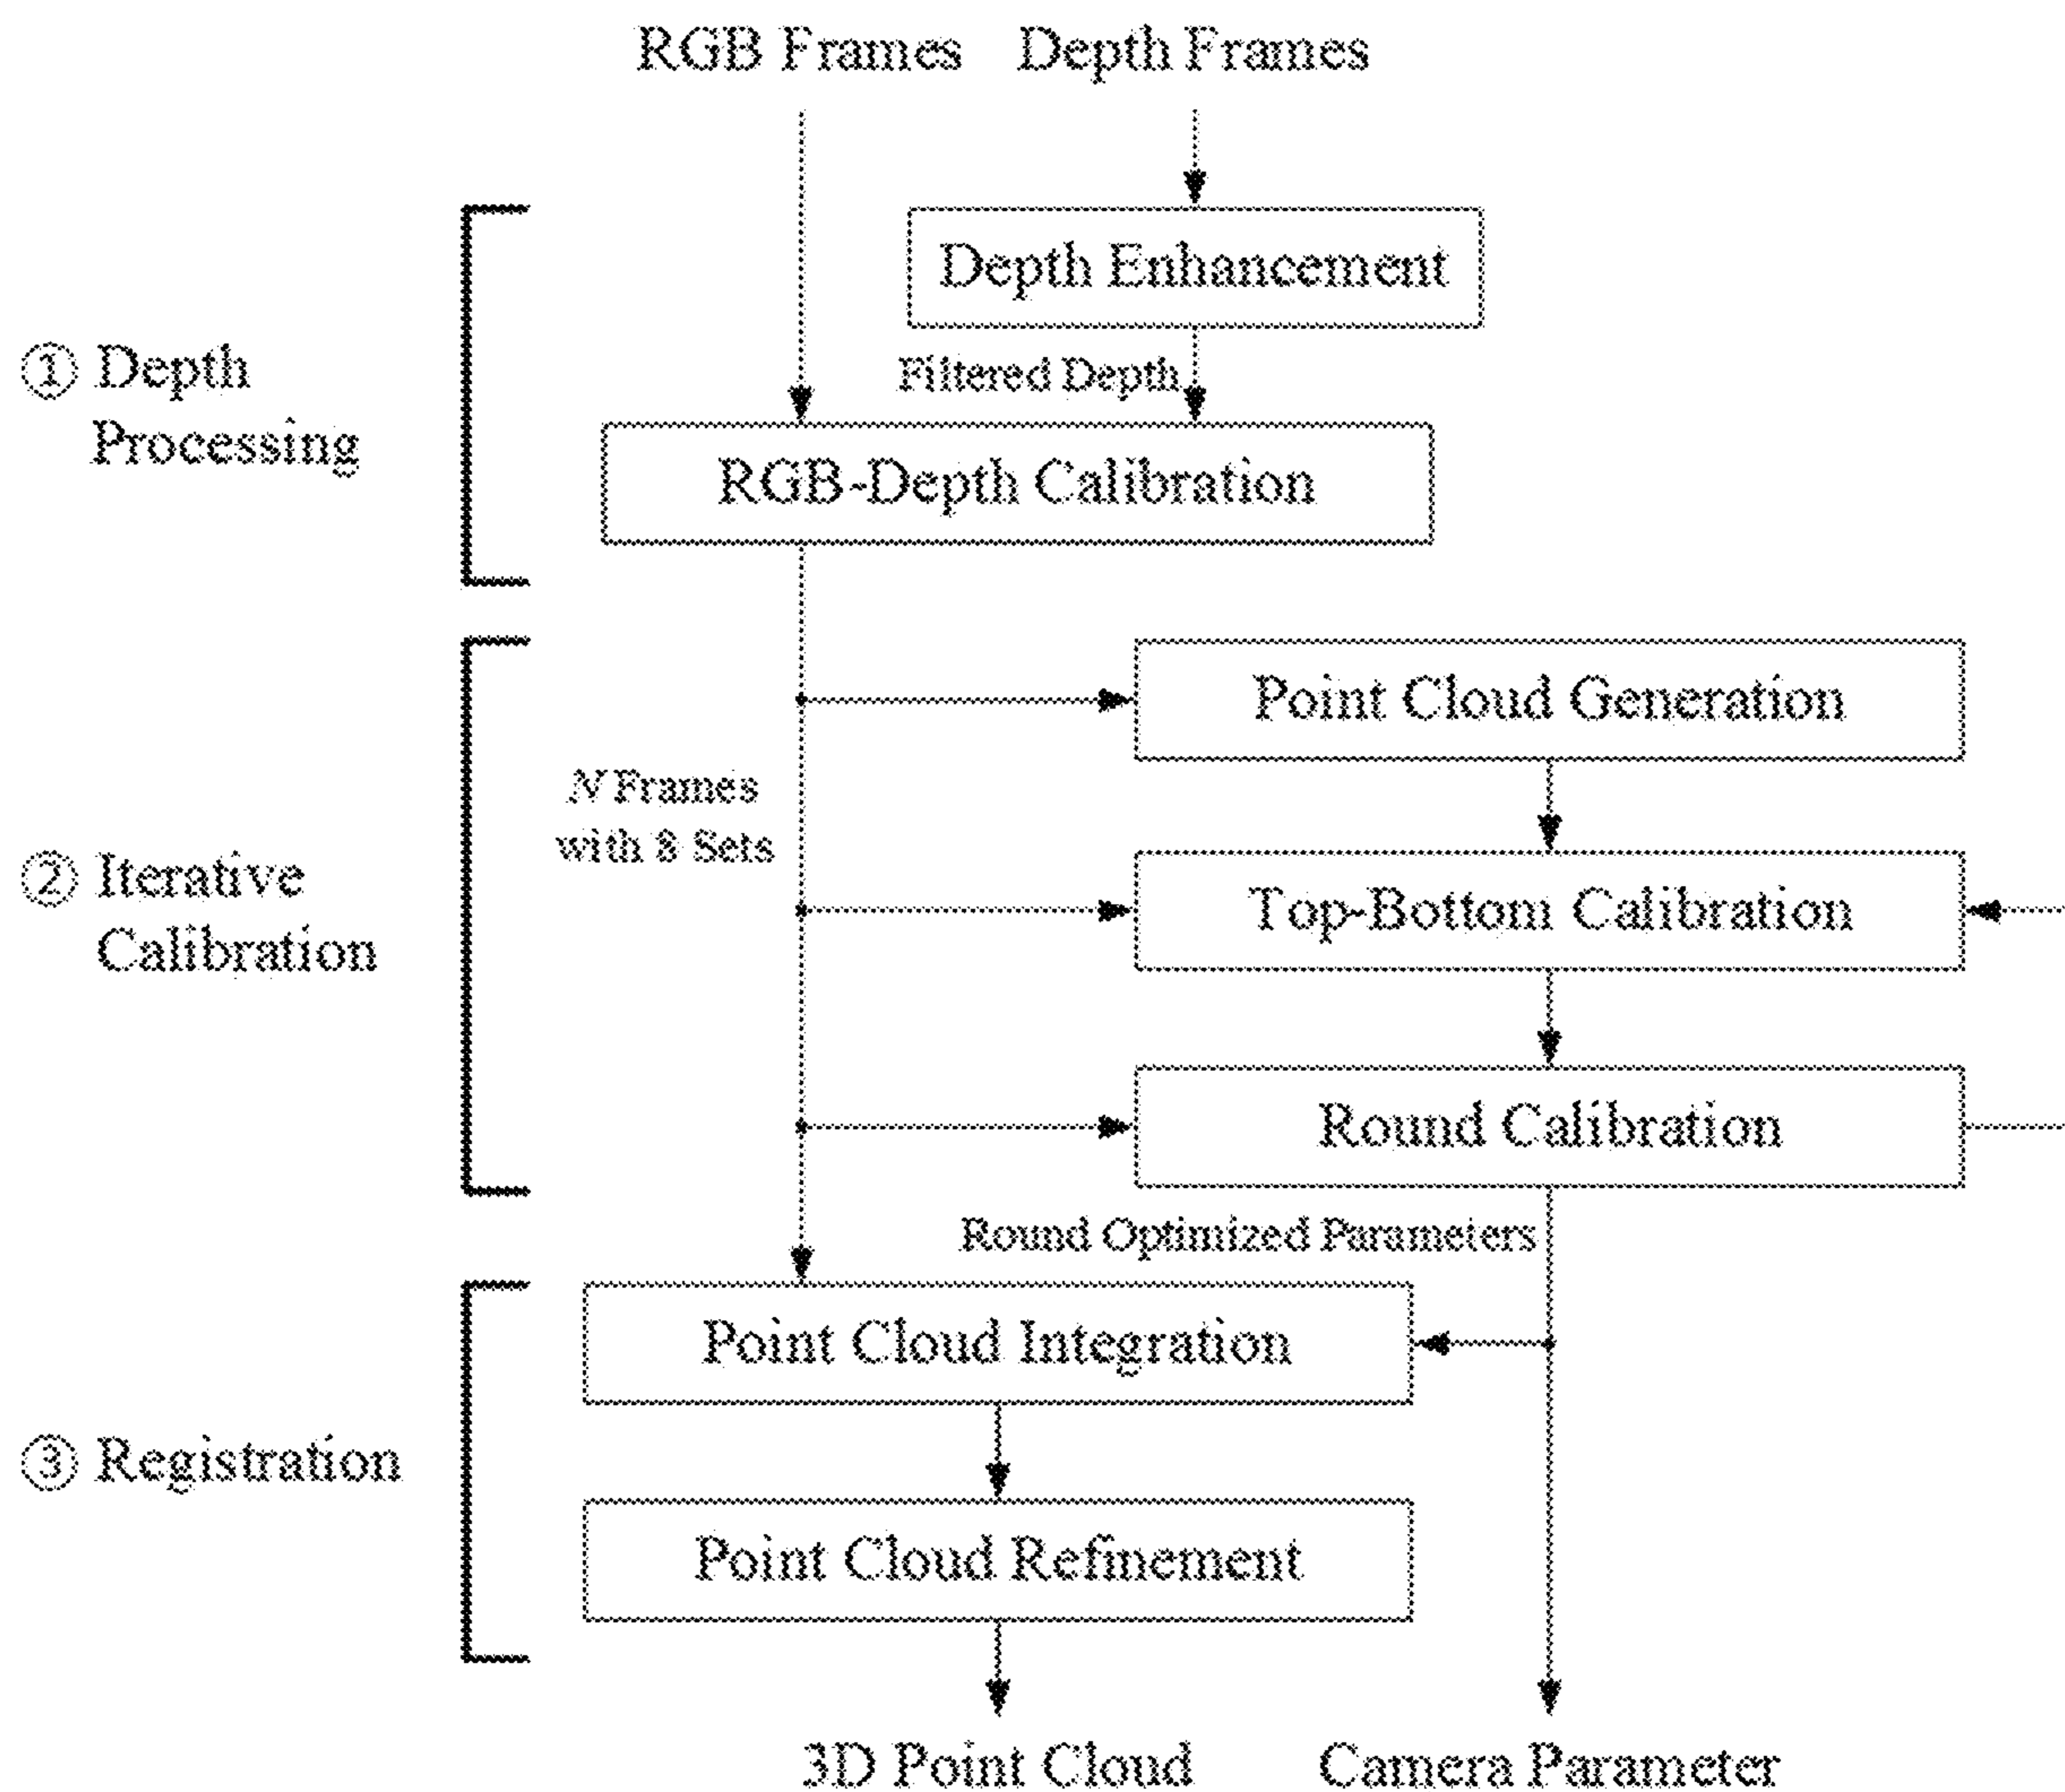 RGB Frames
Depth Frames
Depth Enhancement
Filtered Depth
① Depth
Processing
RGB-Depth Calibration
Point Cloud Generation
N Frames
with 8 Sets
② Iterative
Calibration
Top-Bottom Calibration
Round Calibration
Round Optimized Parameters
Point Cloud Integration
③ Registration
Point Cloud Refinement
3D Point Cloud
Camera Parameter